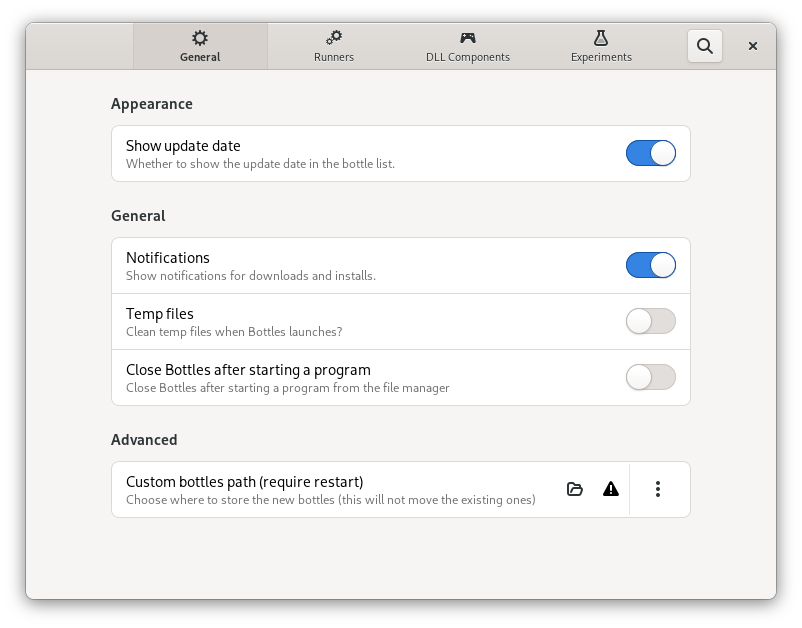 General
Runners
DLL Components
Experiments
Appearance
Show update date
Whether to show the update date in the bottle list.
General
Notifications
Show notifications for downloads and installs.
Temp files
Clean temp files when Bottles launches?
Close Bottles after starting a program
Close Bottles after starting a program from the file manager
Advanced
Custom bottles path (require restart)
Choose where to store the new bottles (this will not move the existing ones)